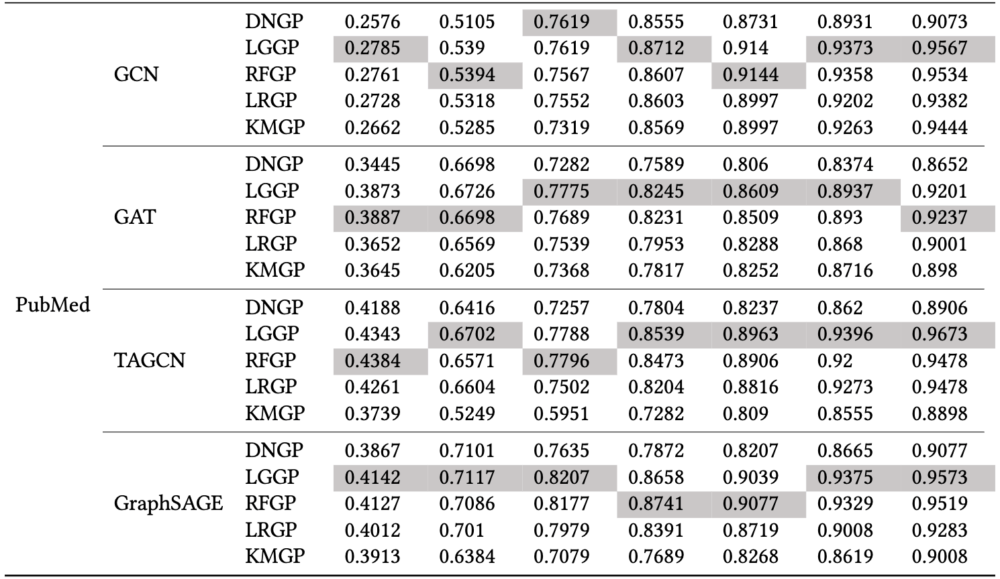 DNGP 0.2576 0.5105 0.7619 0.8555 0.8731 0.8931 0.9073
LGGP 0.2785 0.539 0.7619 0.8712 0.914 0.9373 0.9567
GCN RFGP 0.2761 0.5394 0.7567 0.8607 0.9144 0.9358 0.9534
LRGP 0.2728 0.5318 0.7552 0.8603 0.8997 0.9202 0.9382
KMGP 0.2662 0.5285 0.7319 0.8569 0.8997 0.9263 0.9444
DNGP 0.3445 0.6698 0.7282 0.7589 0.806 0.8374 0.8652
LGGP 0.3873 0.6726 0.7775 0.8245 0.8609 0.8937 0.9201
GAT RFGP 0.3887 0.6698 0.7689 0.8231 0.8509 0.893 0.9237
LRGP 0.3652 0.6569 0.7539 0.7953 0.8288 0.868 0.9001
KMGP 0.3645 0.6205 0.7368 0.7817 0.8252 0.8716 0.898
PubMed
DNGP 0.4188 0.6416 0.7257 0.7804 0.8237 0.862 0.8906
LGGP 0.4343 0.6702 0.7788 0.8539 0.8963 0.9396 0.9673
TAGCN RFGP 0.4384 0.6571 0.7796 0.8473 0.8906 0.92 0.9478
LRGP 0.4261 0.6604 0.7502 0.8204 0.8816 0.9273 0.9478
KMGP 0.3739 0.5249 0.5951 0.7282 0.809 0.8555 0.8898
DNGP 0.3867 0.7101 0.7635 0.7872 0.8207 0.8665 0.9077
LGGP 0.4142 0.7117 0.8207 0.8658 0.9039 0.9375 0.9573
GraphSAGE RFGP 0.4127 0.7086 0.8177 0.8741 0.9077 0.9329 0.9519
LRGP 0.4012 0.701 0.7979 0.8391 0.8719 0.9008 0.9283
KMGP 0.3913 0.6384 0.7079 0.7689 0.8268 0.8619 0.9008